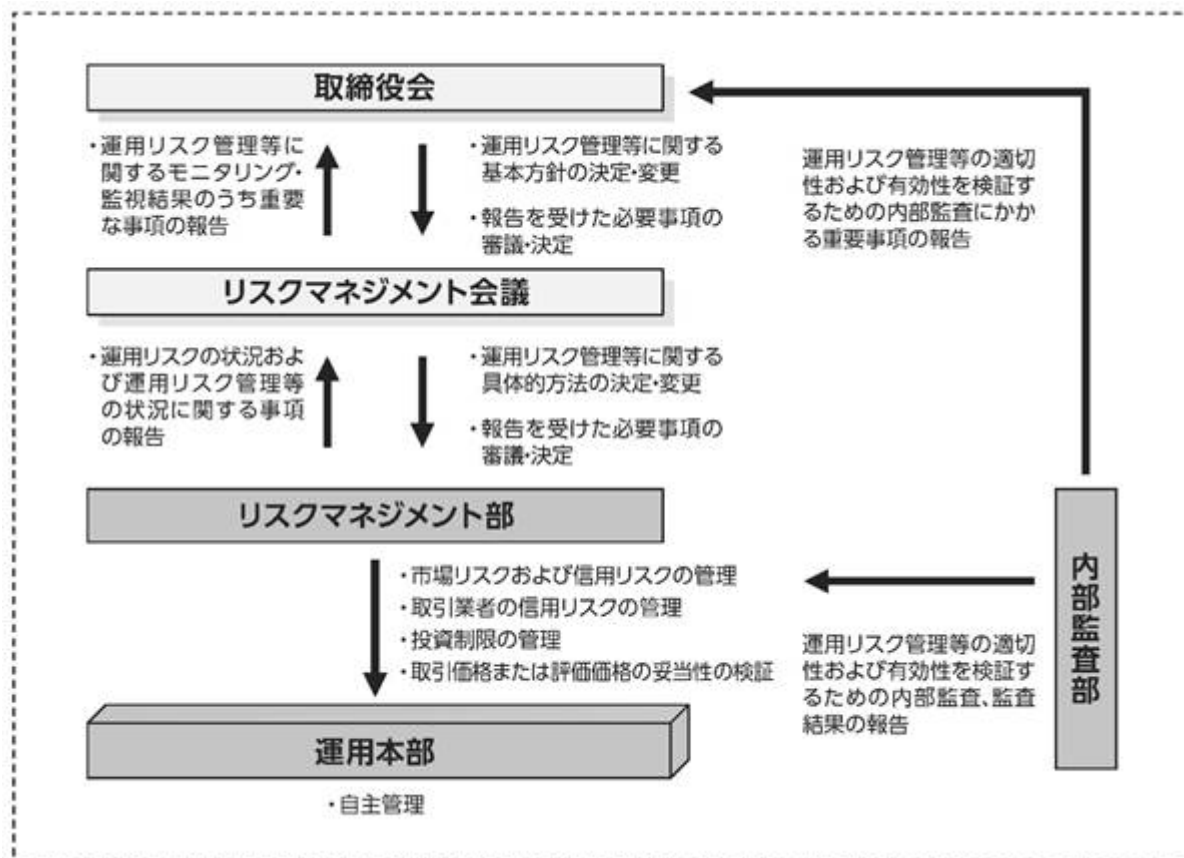 取締役会
・運用リスク管理等に
関するモニタリング・
監視結果のうち重要
な事項の報告
・運用リスク管理等に関する
基本方針の決定・変更
・報告を受けた必要事項の
審議・決定
運用リスク管理等の適切
性および有効性を検証す
るための内部監査にかか
る重要事項の報告
リスクマネジメント会議
・運用リスクの状況およ
び運用リスク管理等
の状況に関する事項
の報告
・運用リスク管理等に関する
具体的方法の決定・変更
・報告を受けた必要事項の
審議・決定
リスクマネジメント部
・市場リスクおよび信用リスクの管理
・取引業者の信用リスクの管理
・投資制限の管理
・取引価格または評価価格の妥当性の検証
内部監査部
運用リスク管理等の適切
性および有効性を検証す
るための内部監査、監査
結果の報告
運用本部
・自主管理